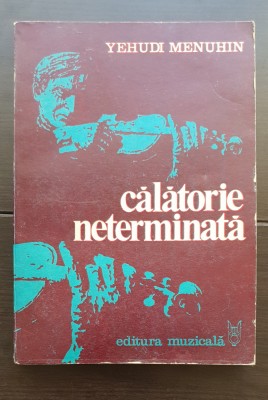 YEHUDI MENUHIN
călătorie
neterminată
editura muzicală